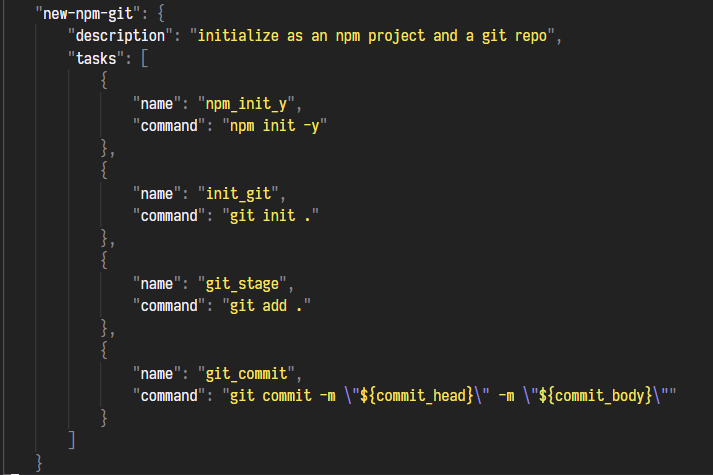 "new-npm-git": {
"description": "initialize as an npm project and a git repo",
"tasks": [
{
"name": "npm_init_y",
"command": "npm init -y"
},
{
"name": "init_git",
"command": "git init ."
},
{
"name": "git_stage",
"command": "git add ."
},
{
"name": "git_commit",
"command": "git commit -m \"${commit_head}\" -m \"${commit_body}\""
}
]
}